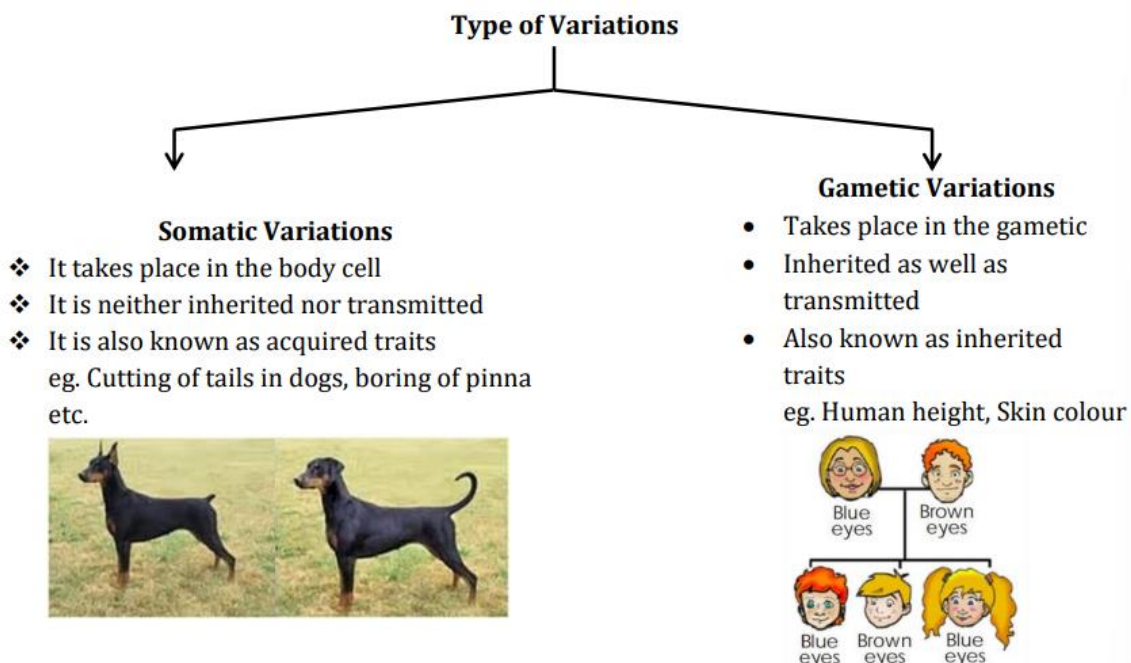 Type of Variations
Somatic Variations
❖ It takes place in the body cell
❖ It is neither inherited nor transmitted
❖ It is also known as acquired traits
eg. Cutting of tails in dogs, boring of pinna
etc.
Gametic Variations
• Takes place in the gametic
• Inherited as well as
transmitted
• Also known as inherited
traits
eg. Human height, Skin colour
Blue
eyes
Brown
eyes
Blue
eyes
Brown
eyes
Blue
eyes